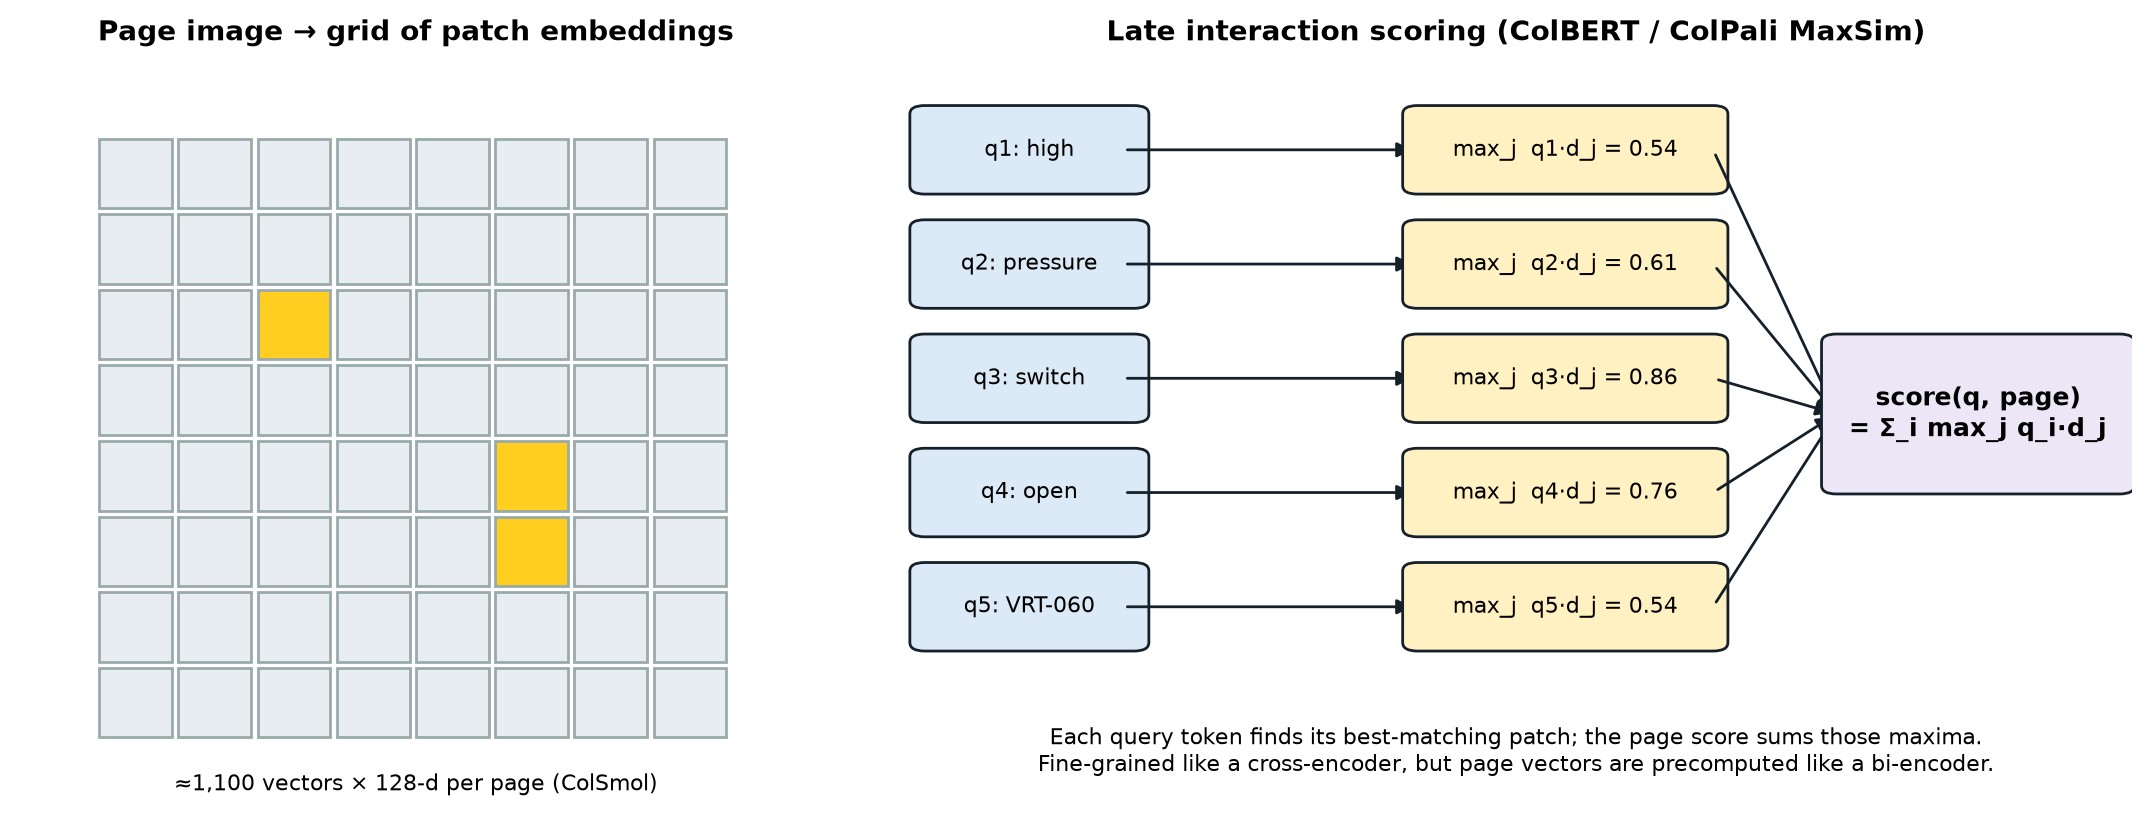 Page image → grid of patch embeddings
≈1,100 vectors × 128-d per page (ColSmol)
Late interaction scoring (ColBERT / ColPali MaxSim)
q1: high
max_j q1·d_j = 0.54
q2: pressure
max_j q2·d_j = 0.61
q3: switch
max_j q3·d_j = 0.86
q4: open
max_j q4·d_j = 0.76
q5: VRT-060
max_j q5·d_j = 0.54
score(q, page)
= Σ_i max_j q_i·d_j
Each query token finds its best-matching patch; the page score sums those maxima.
Fine-grained like a cross-encoder, but page vectors are precomputed like a bi-encoder.